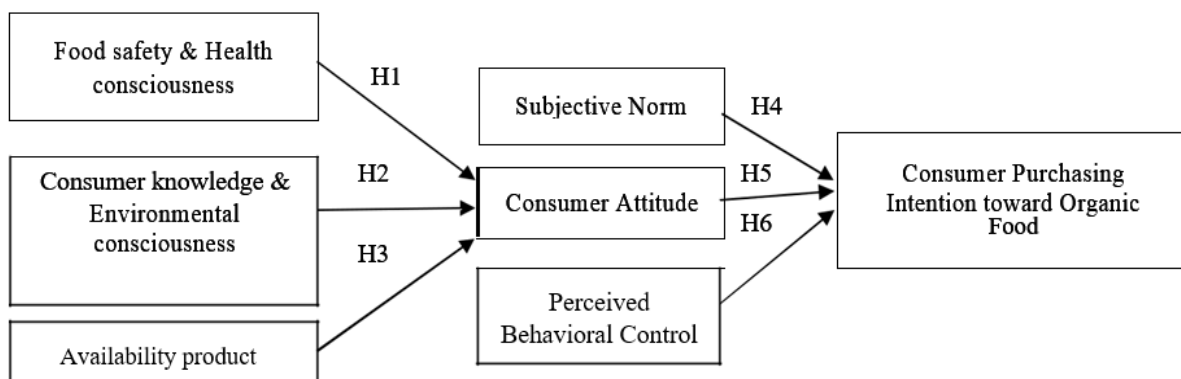 Food safety & Health
consciousness
H1
Subjective Norm
H4
Consumer knowledge &
Environmental
consciousness
H2
Consumer Attitude
H5
Consumer Purchasing
Intention toward Organic
Food
H3
H6
Perceived
Behavioral Control
Availability product